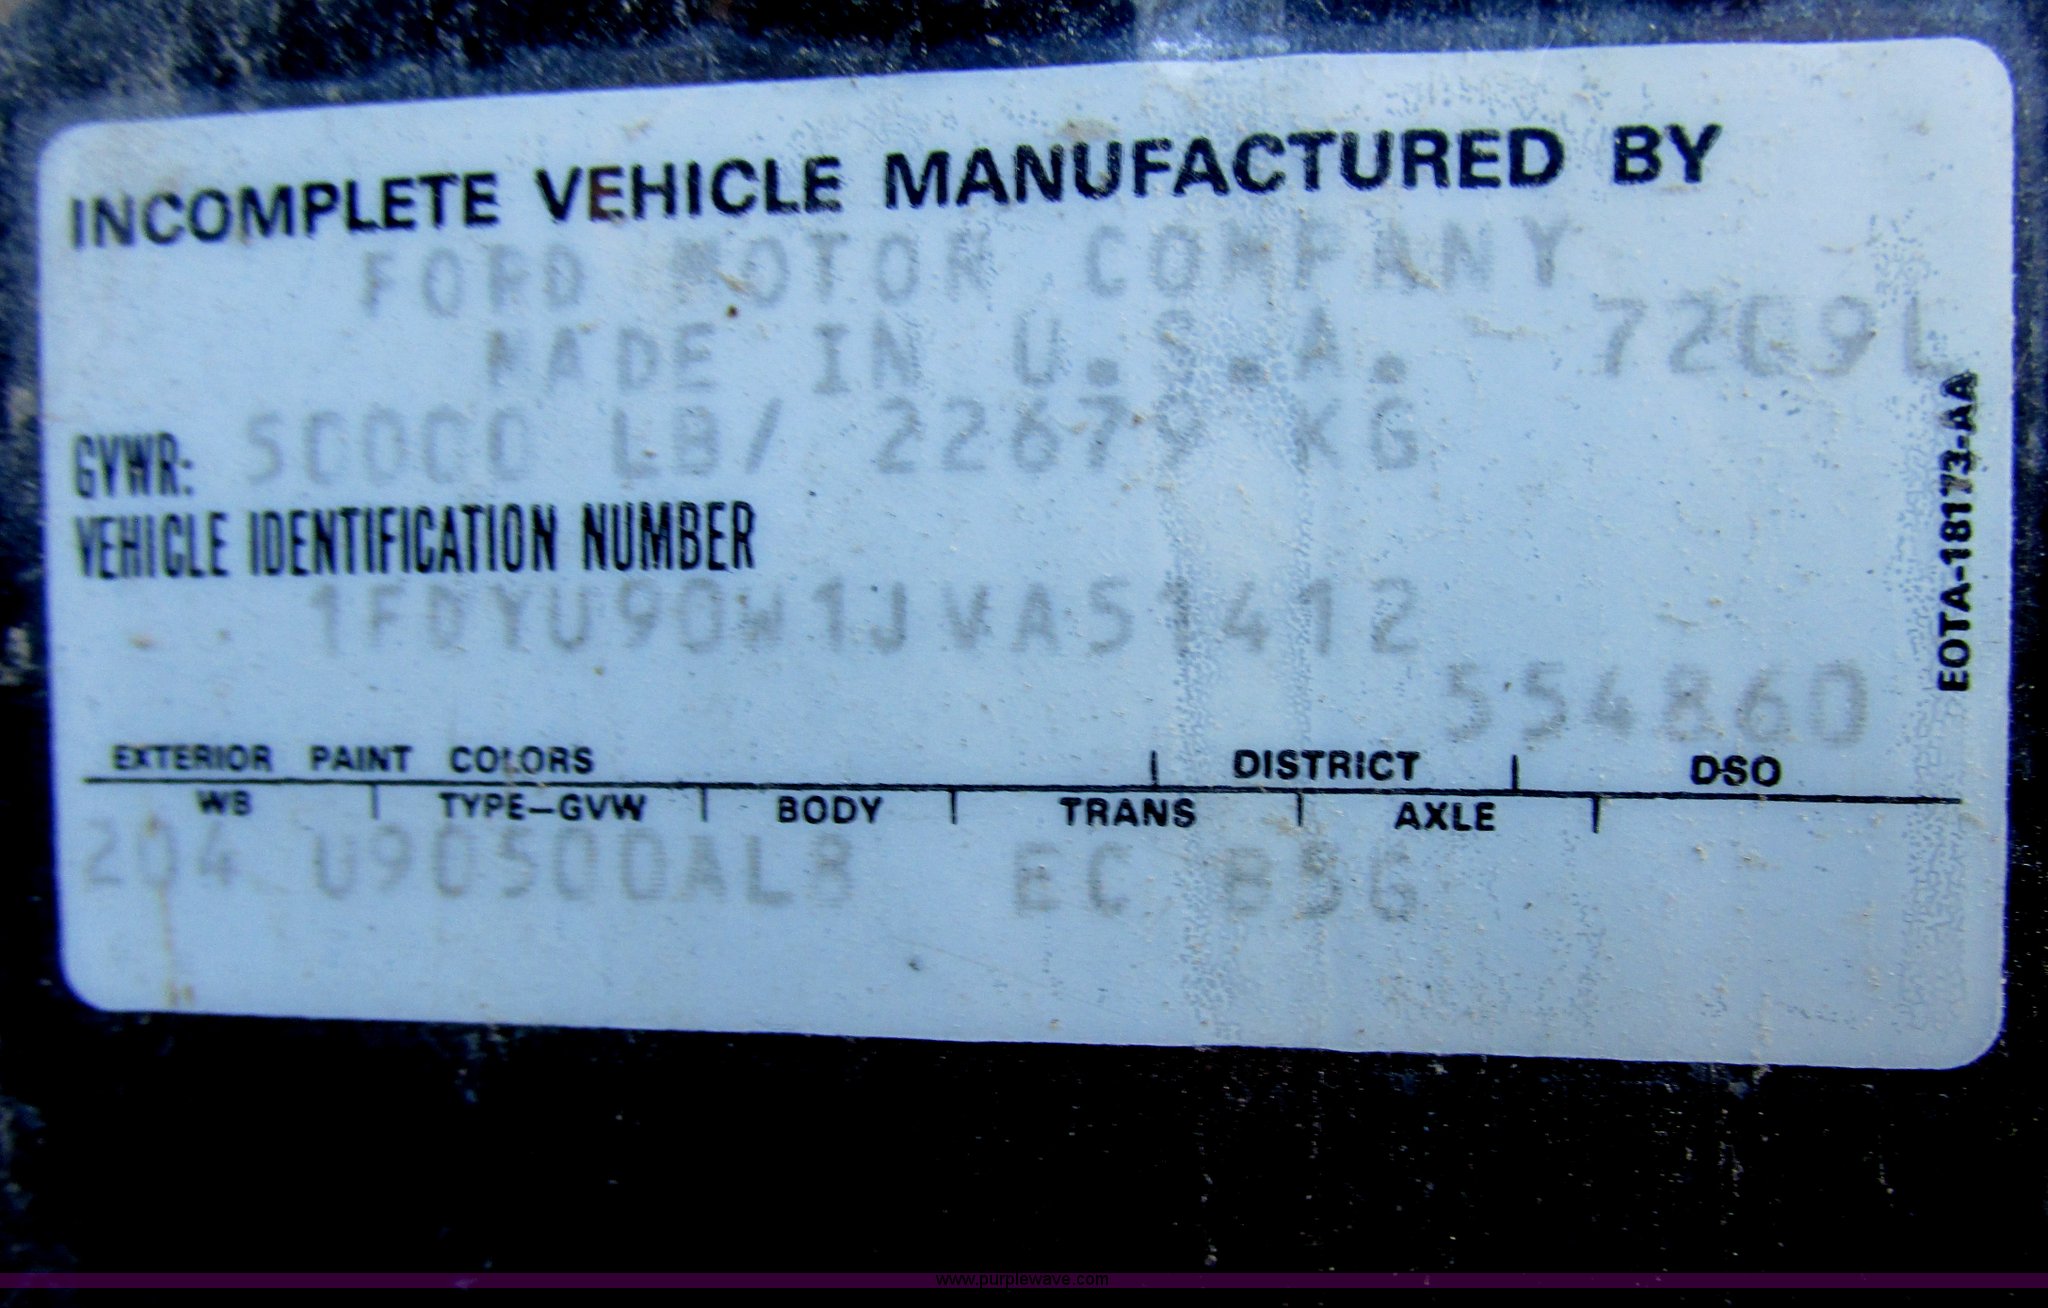 INCOMPLETE VEHICLE MANUFACTURED BY
FORD MOTOR COMPANY
MADE IN U.S.A. 7209L
GVWR: 50000 LB/ 22679 KG
VEHICLE IDENTIFICATION NUMBER
1FDYU90W1JVA51412
554860
EXTERIOR PAINT COLORS | DISTRICT | DSO
WB | TYPE-GVW | BODY | TRANS | AXLE |
204 U90500ALB EC B5G
EOTA-18173-AA
www.purplewave.com